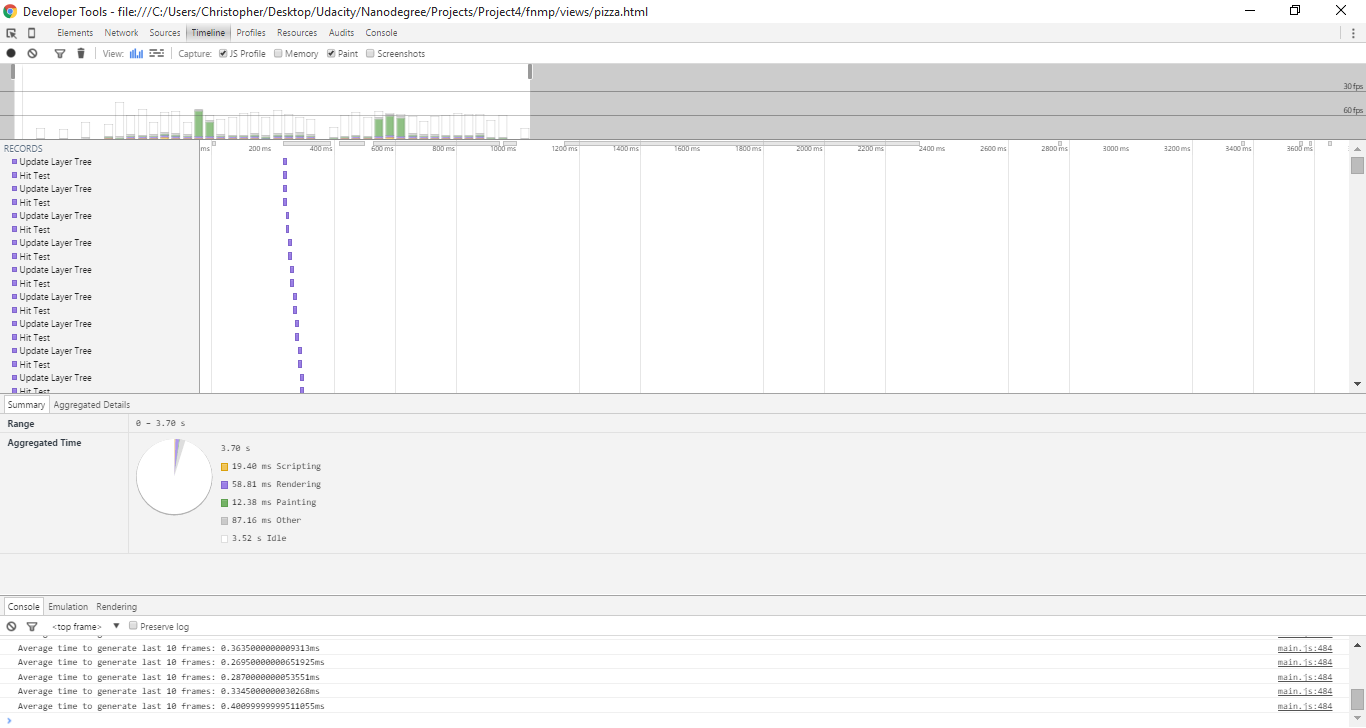 Developer Tools - file:///C:/Users/Christopher/Desktop/Udacity/Nanodegree/Projects/Project4/fnmp/views/pizza.html
Elements Network Sources Timeline Profiles Resources Audits Console
View: Capture: JS Profile Memory Paint Screenshots
30 fps
60 fps
RECORDS
ms 200 ms 400 ms 600 ms 800 ms 1000 ms 1200 ms 1400 ms 1600 ms 1800 ms 2000 ms 2200 ms 2400 ms 2600 ms 2800 ms 3000 ms 3200 ms 3400 ms 3600 ms
Update Layer Tree
Hit Test
Update Layer Tree
Hit Test
Update Layer Tree
Hit Test
Update Layer Tree
Hit Test
Update Layer Tree
Hit Test
Update Layer Tree
Hit Test
Update Layer Tree
Hit Test
Update Layer Tree
Hit Test
Update Layer Tree
Hit Test
Summary Aggregated Details
Range 0 – 3.70 s
Aggregated Time
3.70 s
19.40 ms Scripting
58.81 ms Rendering
12.38 ms Painting
87.16 ms Other
3.52 s Idle
Console Emulation Rendering
<top frame> ▼ Preserve log
Average time to generate last 10 frames: 0.3635000000009313ms main.js:484
Average time to generate last 10 frames: 0.26950000000651925ms main.js:484
Average time to generate last 10 frames: 0.2870000000053551ms main.js:484
Average time to generate last 10 frames: 0.3345000000030268ms main.js:484
Average time to generate last 10 frames: 0.40099999999511055ms main.js:484